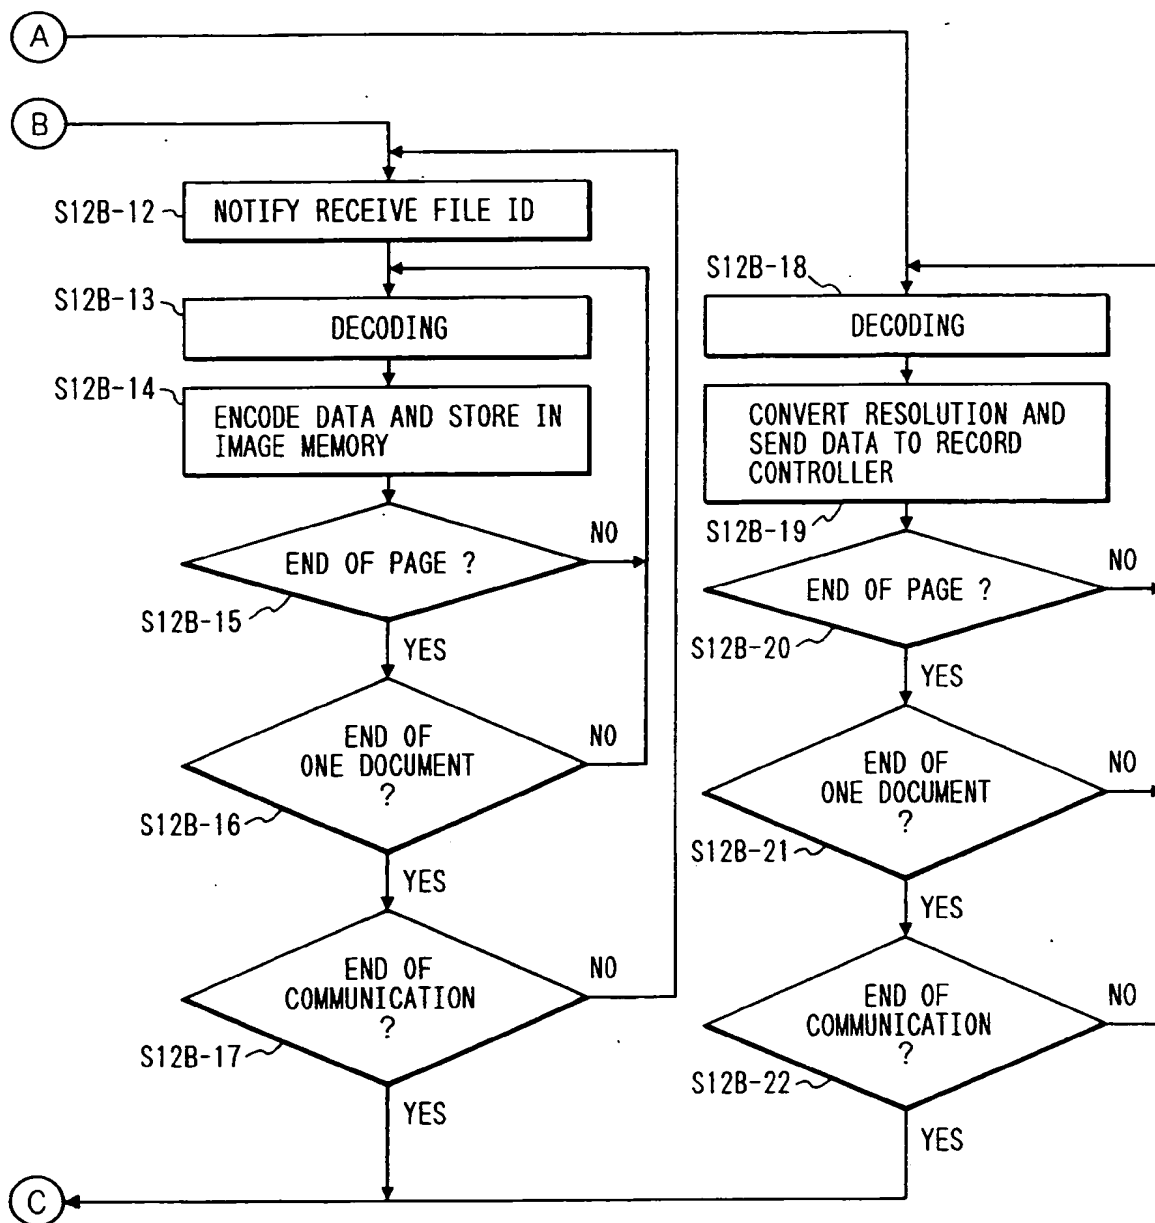 A
B
S12B-12
NOTIFY RECEIVE FILE ID
S12B-13
DECODING
S12B-14
ENCODE DATA AND STORE IN
IMAGE MEMORY
NO
END OF PAGE ?
S12B-15
YES
END OF
ONE DOCUMENT
?
NO
S12B-16
YES
END OF
COMMUNICATION
?
NO
S12B-17
YES
S12B-18
DECODING
CONVERT RESOLUTION AND
SEND DATA TO RECORD
CONTROLLER
S12B-19
NO
END OF PAGE ?
S12B-20
YES
END OF
ONE DOCUMENT
?
NO
S12B-21
YES
END OF
COMMUNICATION
?
NO
S12B-22
YES
C